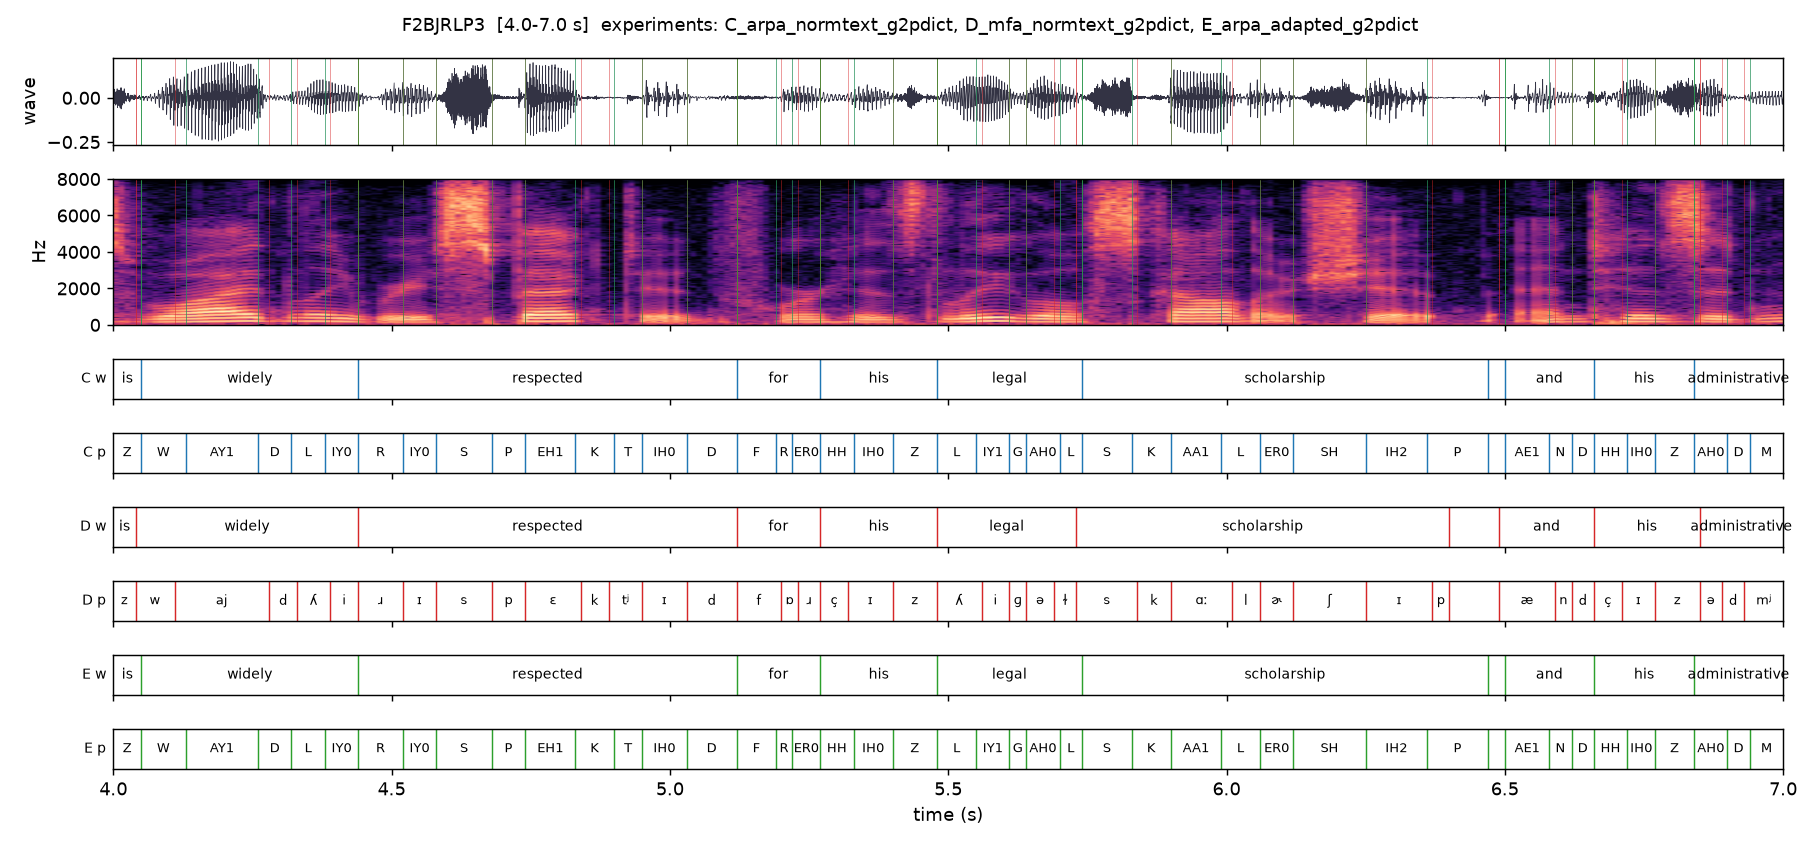 F2BJRLP3 [4.0-7.0 s] experiments: C_arpa_normtext_g2pdict, D_mfa_normtext_g2pdict, E_arpa_adapted_g2pdict
wave
0.00
−0.25
Hz
8000
6000
4000
2000
0
C w is widely respected for his legal scholarship and his administrative
C p Z W AY1 D L IY0 R IY0 S P EH1 K T IH0 D F R ER0 HH IH0 Z L IY1 G AH0 L S K AA1 L ER0 SH IH2 P AE1 N D HH IH0 Z AH0 D M
D w is widely respected for his legal scholarship and his administrative
D p z w aj d ʎ i ɹ ɪ s p ɛ k tʲ ɪ d f ɒ ɹ ç ɪ z ʎ i ɡ ə ɫ s k ɑː l ɚ ʃ ɪ p æ n d ç ɪ z ə d mʲ
E w is widely respected for his legal scholarship and his administrative
E p Z W AY1 D L IY0 R IY0 S P EH1 K T IH0 D F R ER0 HH IH0 Z L IY1 G AH0 L S K AA1 L ER0 SH IH2 P AE1 N D HH IH0 Z AH0 D M
4.0 4.5 5.0 5.5 6.0 6.5 7.0
time (s)